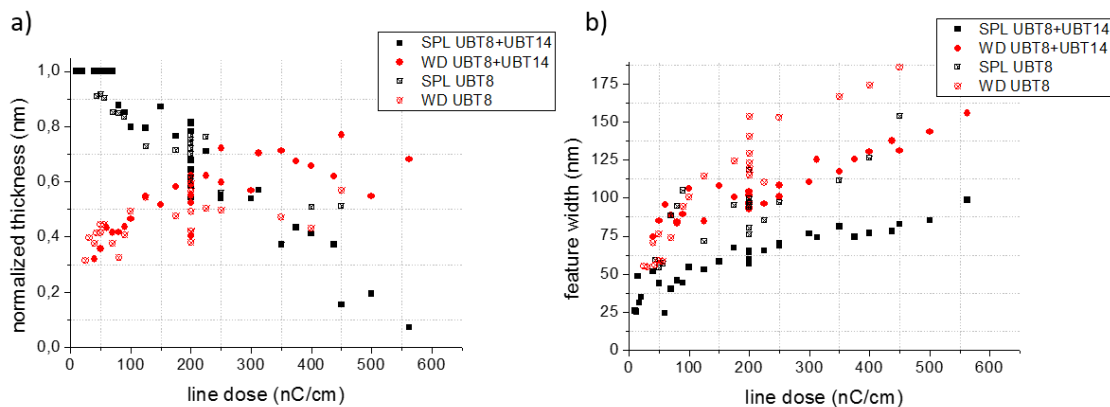 a)
SPL UBT8+UBT14
WD UBT8+UBT14
SPL UBT8
WD UBT8
1,0
0,8
0,6
0,4
0,2
0,0
normalized thickness (nm)
0 100 200 300 400 500 600
line dose (nC/cm)
b)
SPL UBT8+UBT14
WD UBT8+UBT14
SPL UBT8
WD UBT8
175
150
125
100
75
50
25
0
feature width (nm)
0 100 200 300 400 500 600
line dose (nC/cm)